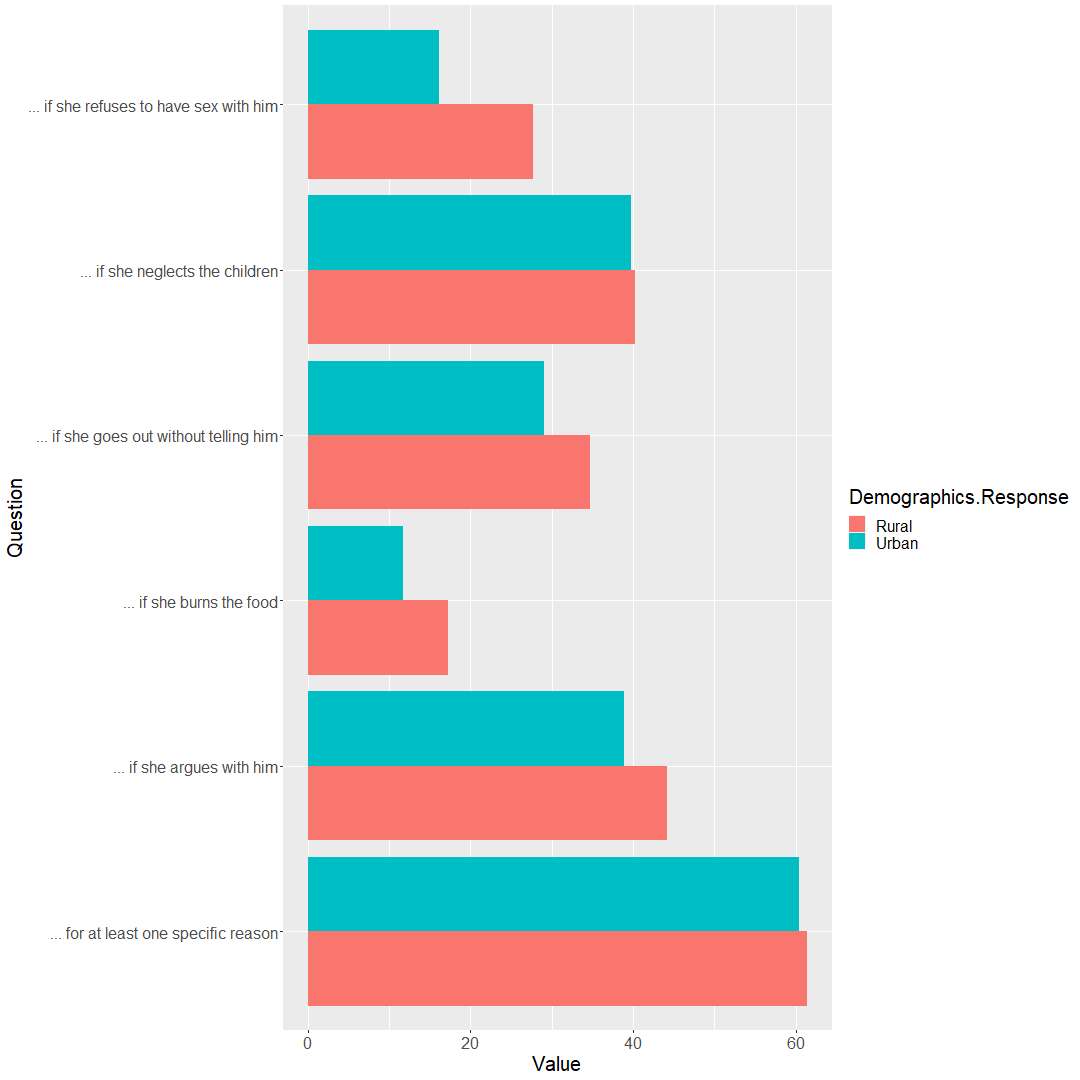 ... if she refuses to have sex with him
... if she neglects the children
... if she goes out without telling him
... if she burns the food
... if she argues with him
... for at least one specific reason
Question
0 20 40 60
Value
Demographics.Response
Rural
Urban